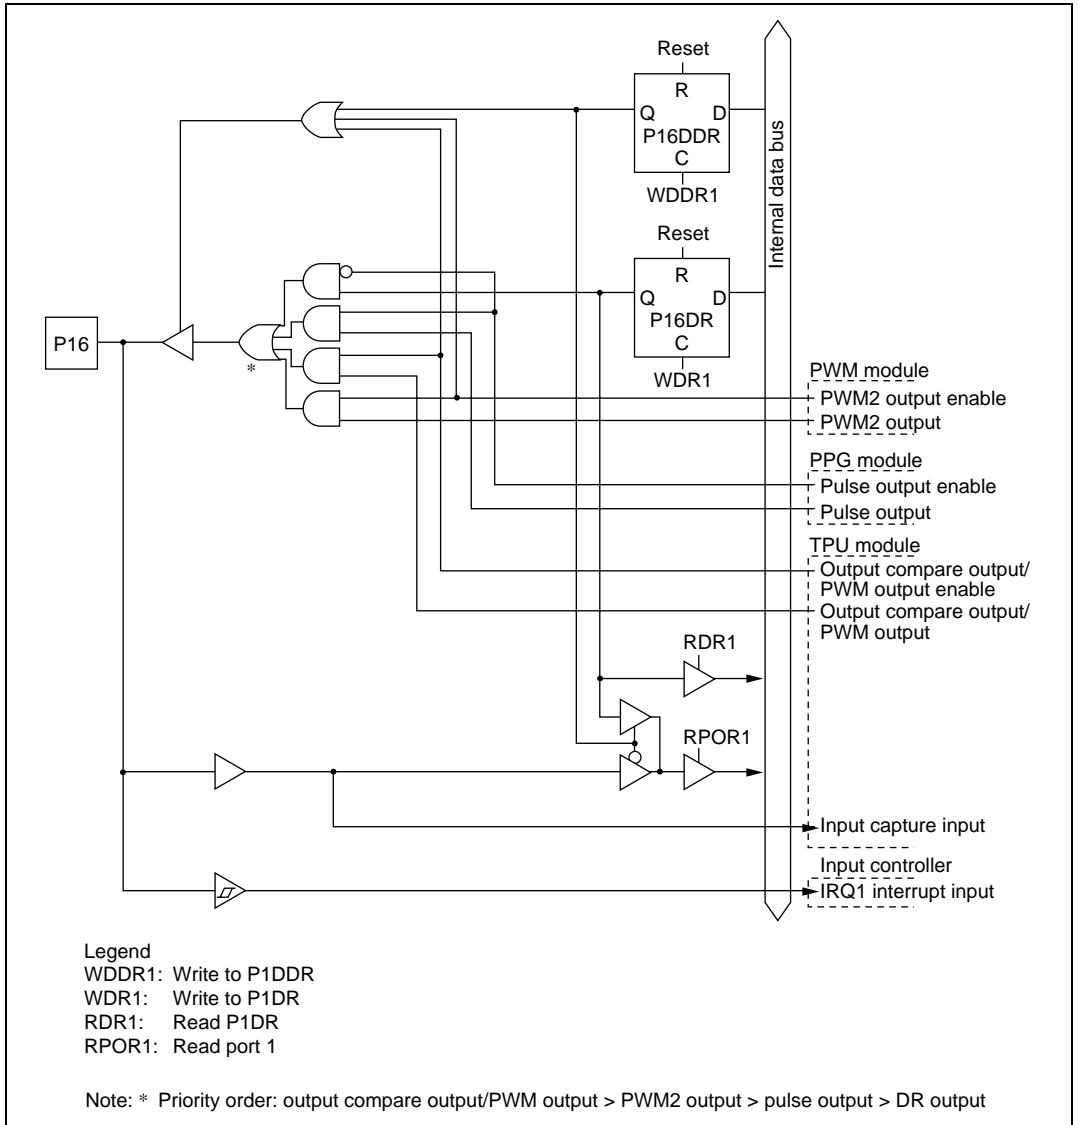 Reset
R
Q D
P16DDR
C
WDDR1
Internal data bus
Reset
R
Q D
P16DR
C
WDR1
P16
*
PWM module
PWM2 output enable
PWM2 output
PPG module
Pulse output enable
Pulse output
TPU module
Output compare output/
PWM output enable
Output compare output/
PWM output
RDR1
RPOR1
Input capture input
Input controller
IRQ1 interrupt input
Legend
WDDR1: Write to P1DDR
WDR1: Write to P1DR
RDR1: Read P1DR
RPOR1: Read port 1
Note: * Priority order: output compare output/PWM output > PWM2 output > pulse output > DR output